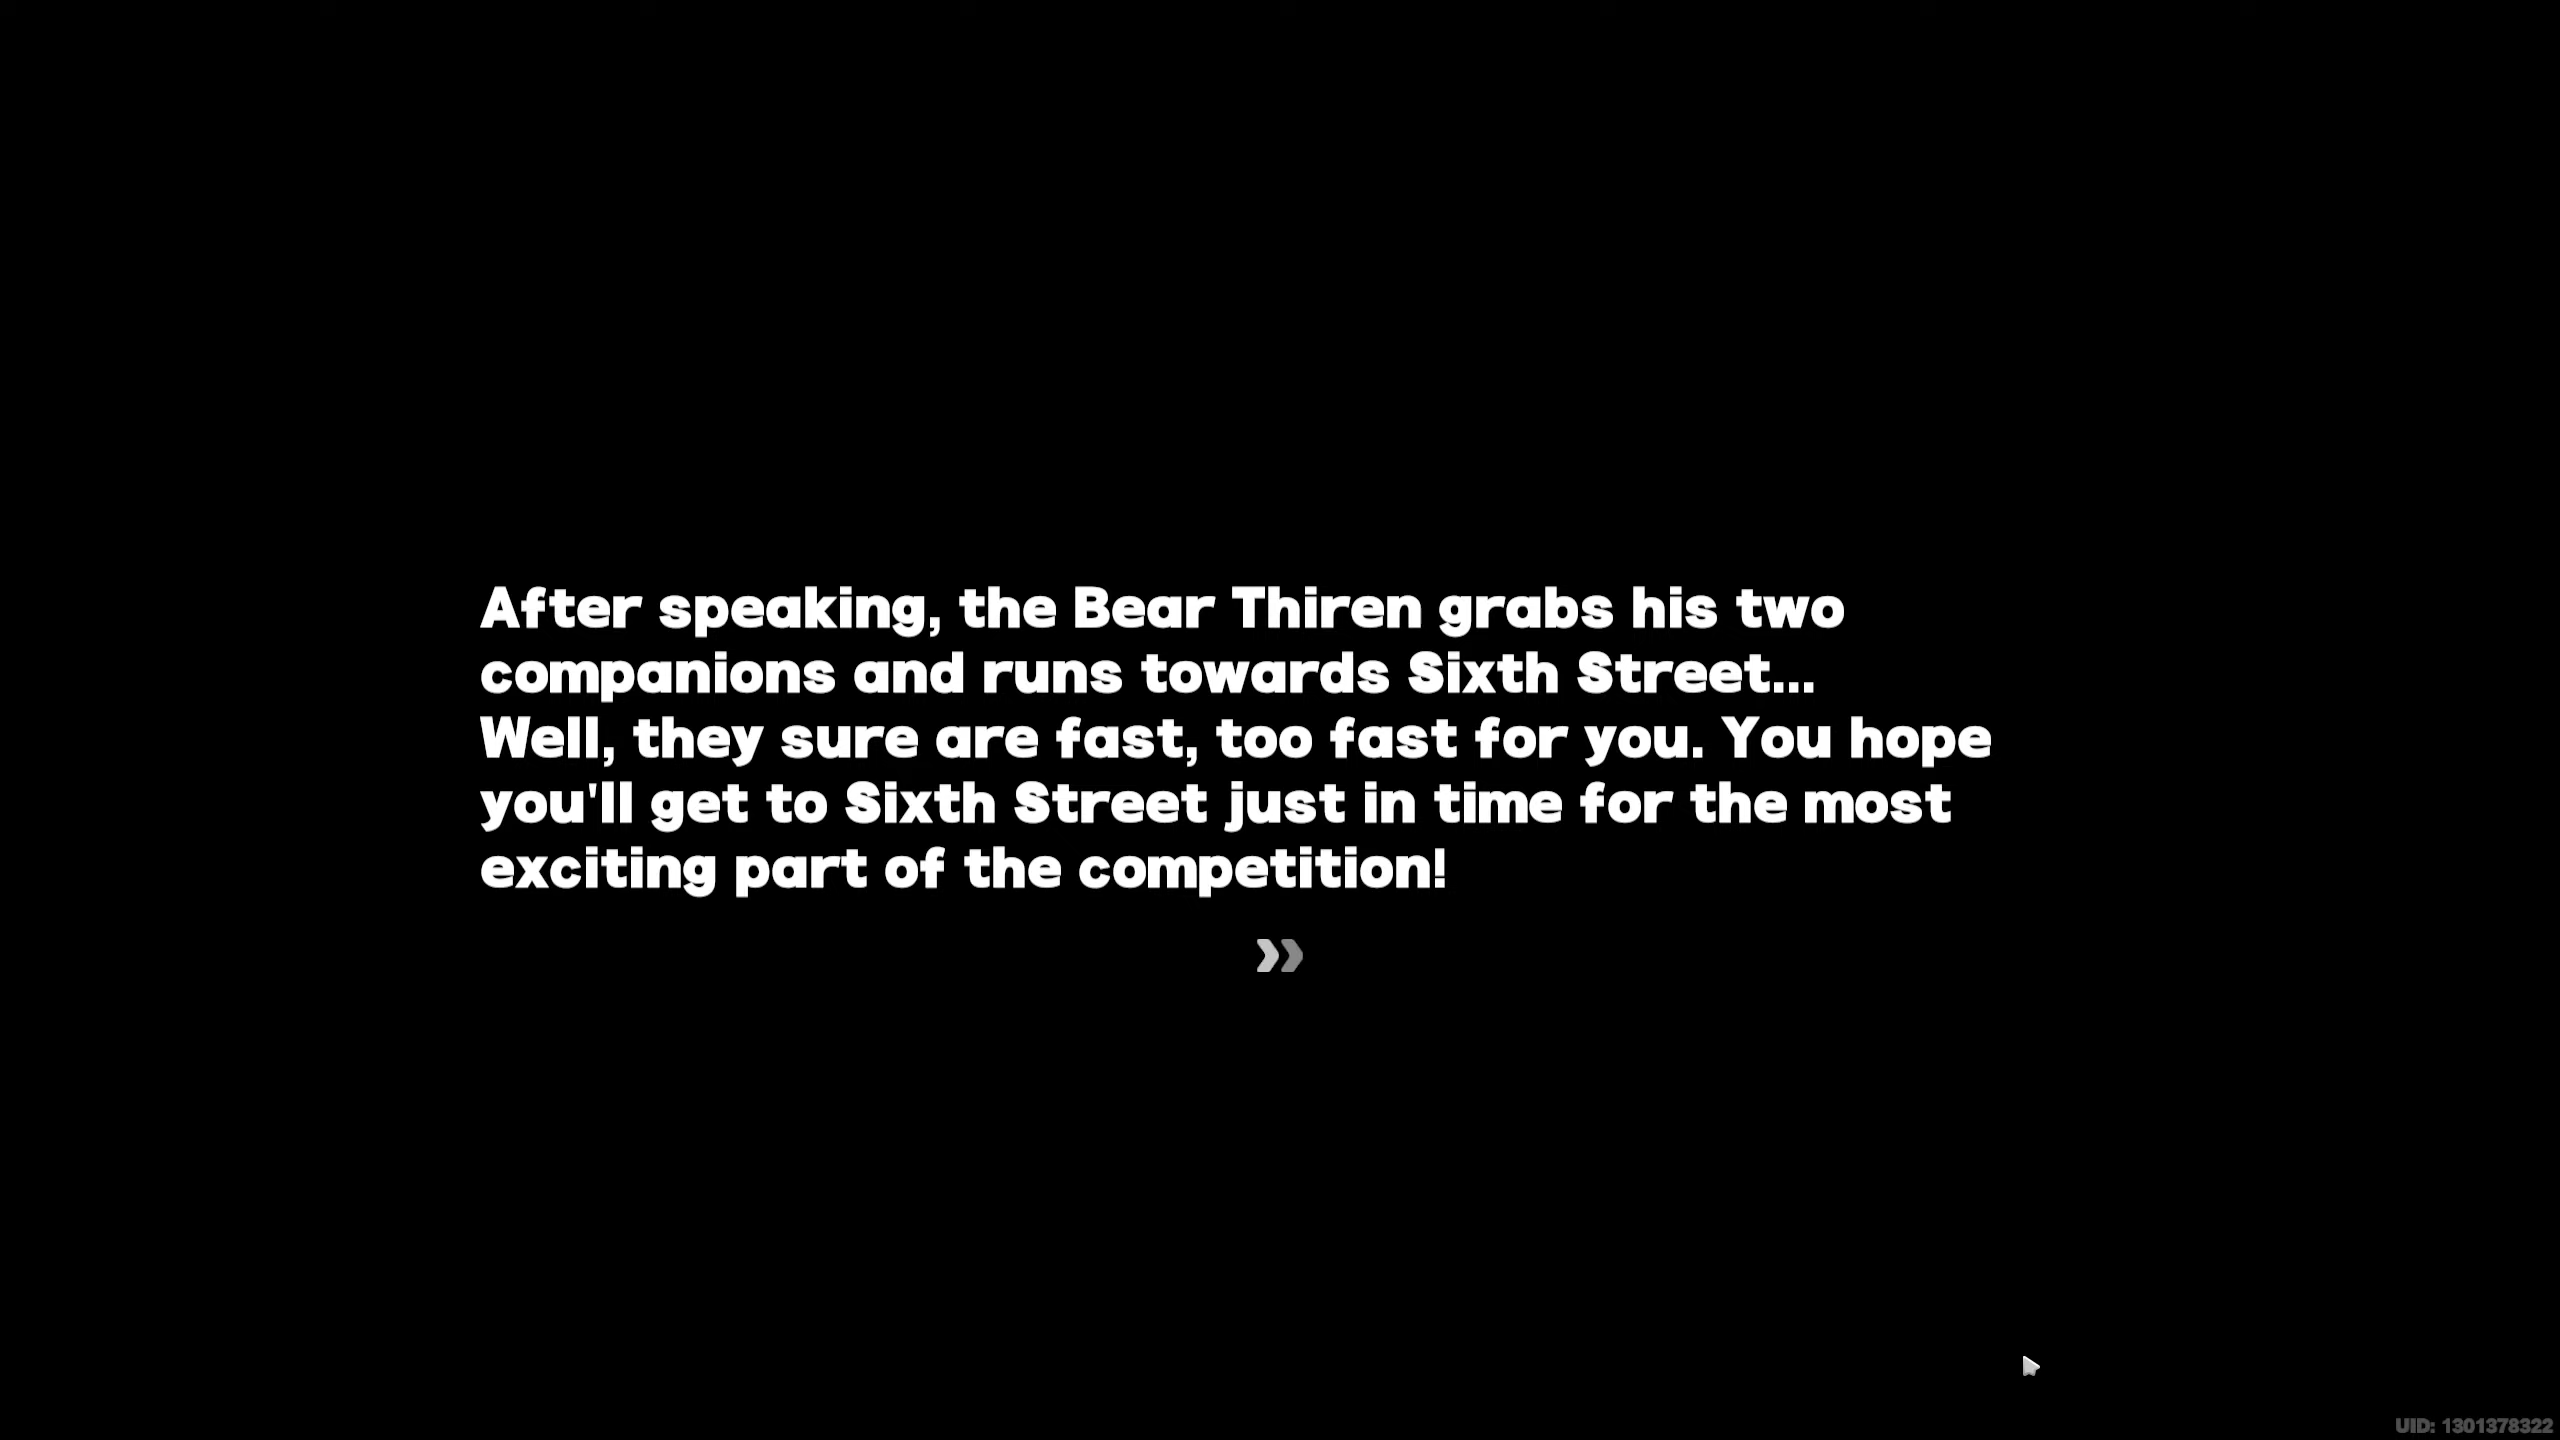 After speaking, the Bear Thiren grabs his two
companions and runs towards Sixth Street...
Well, they sure are fast, too fast for you. You hope
you'll get to Sixth Street just in time for the most
exciting part of the competition!
UID: 1301378322